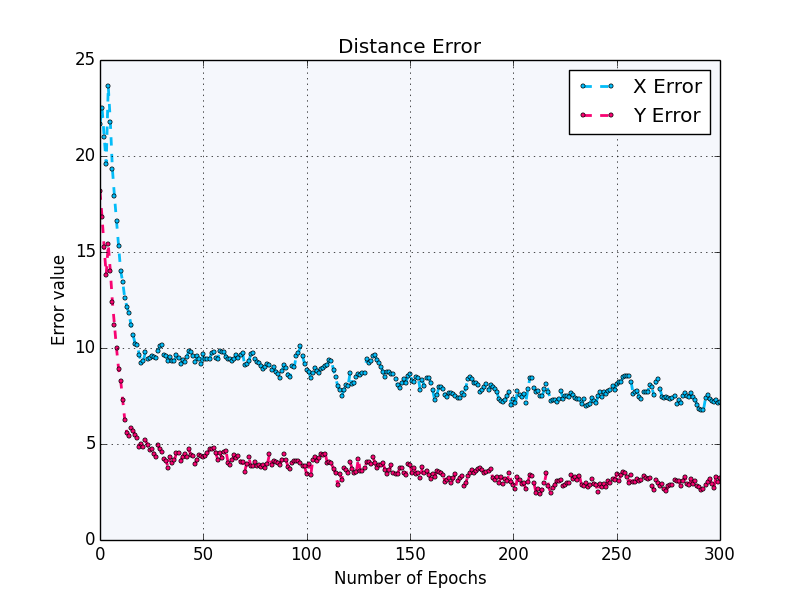 Distance Error
X Error
Y Error
Error value
25
20
15
10
5
0
0 50 100 150 200 250 300
Number of Epochs